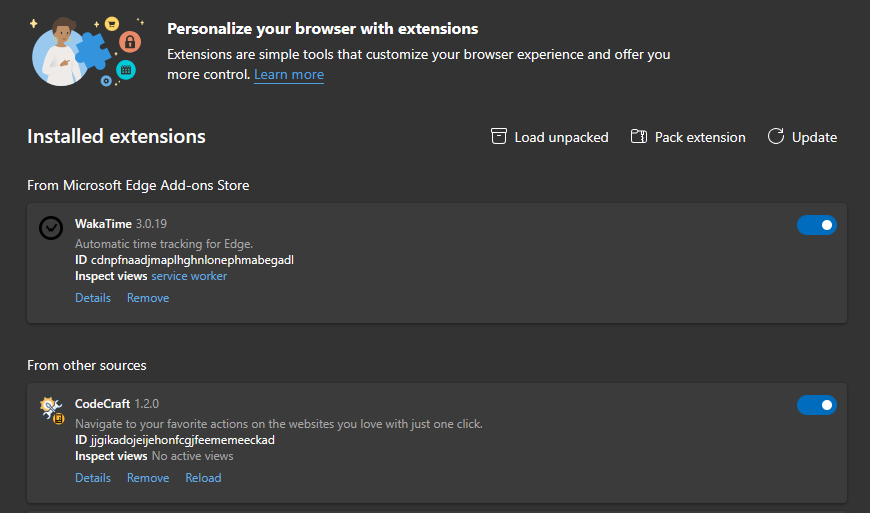 Personalize your browser with extensions
Extensions are simple tools that customize your browser experience and offer you
more control. Learn more
Installed extensions
Load unpacked
Pack extension
Update
From Microsoft Edge Add-ons Store
WakaTime 3.0.19
Automatic time tracking for Edge.
ID cdnpfnaadjmaplhghnlonephmabegadl
Inspect views service worker
Details Remove
From other sources
CodeCraft 1.2.0
Navigate to your favorite actions on the websites you love with just one click.
ID jjgikadojeijehonfcgjfeememeeckad
Inspect views No active views
Details Remove Reload